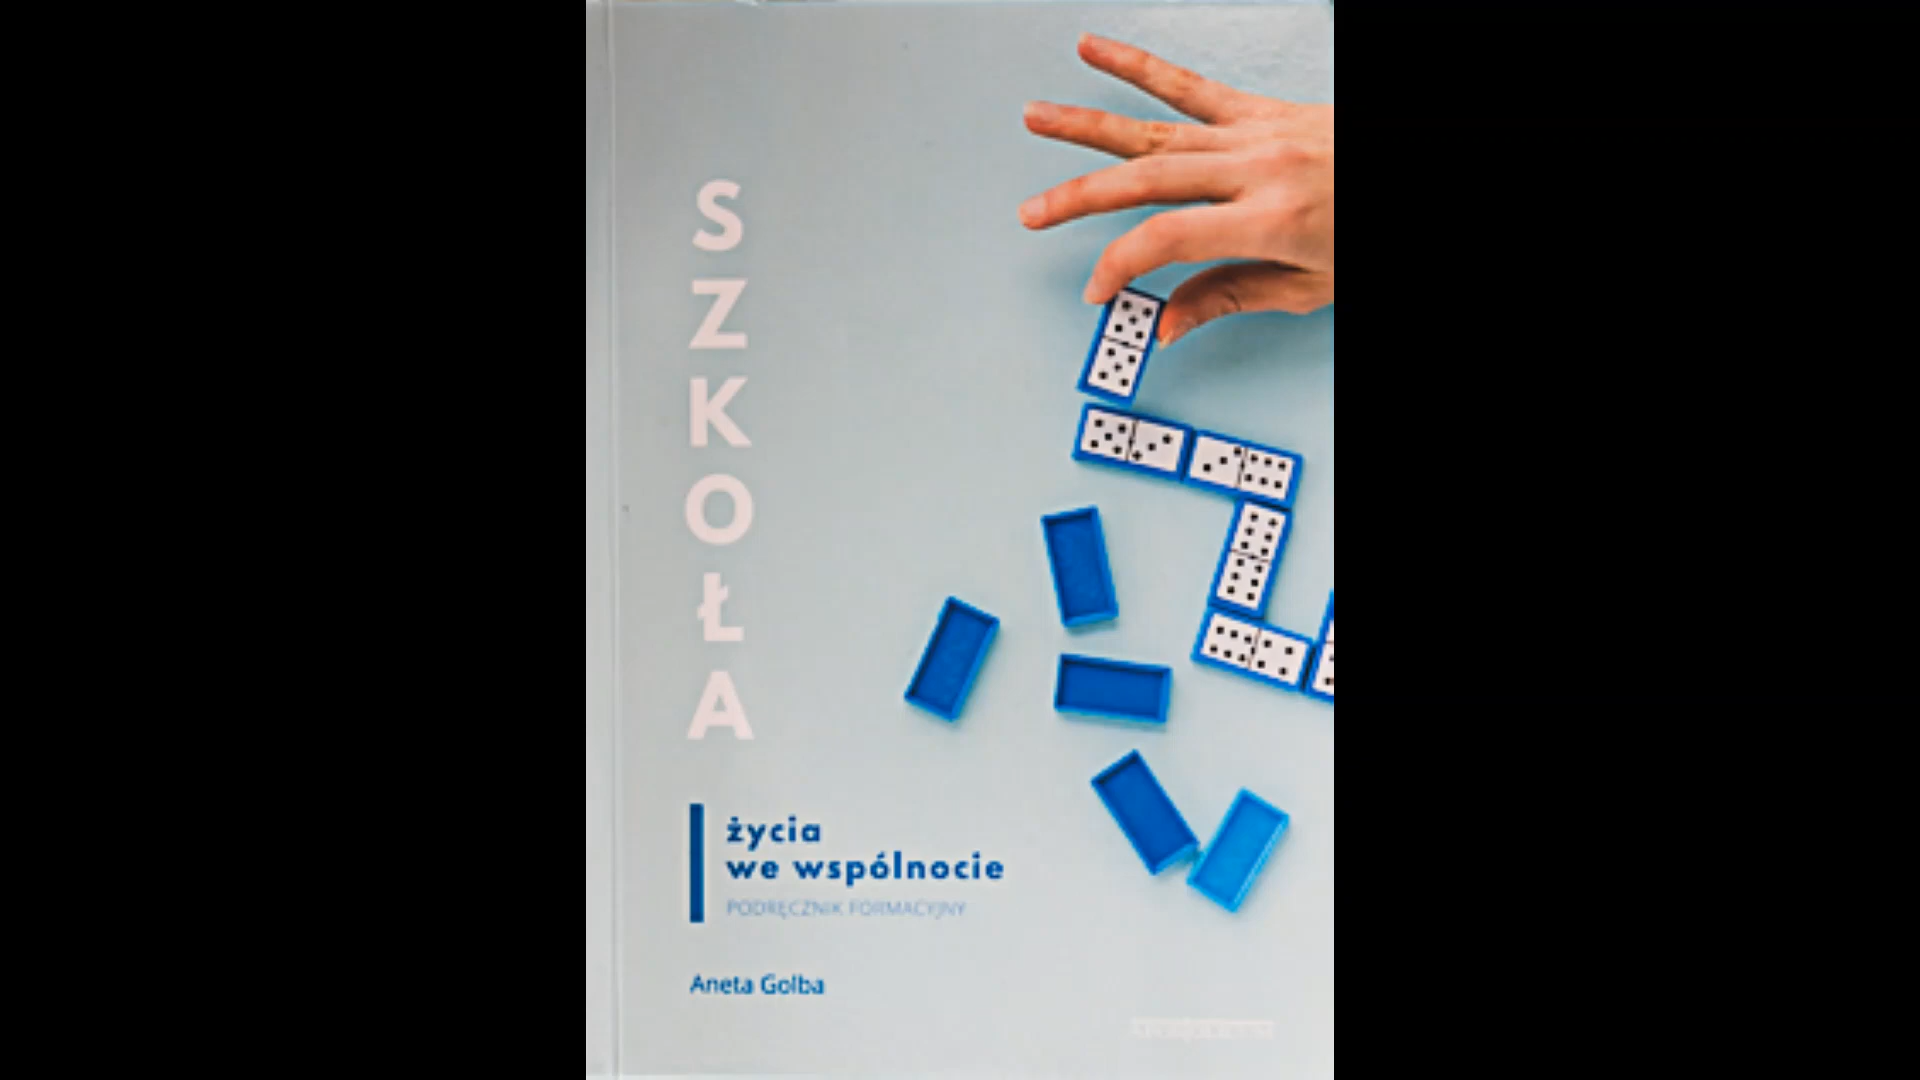 SZKOŁA
życia
we wspólnocie
PODRĘCZNIK FORMACYJNY
Aneta Golba